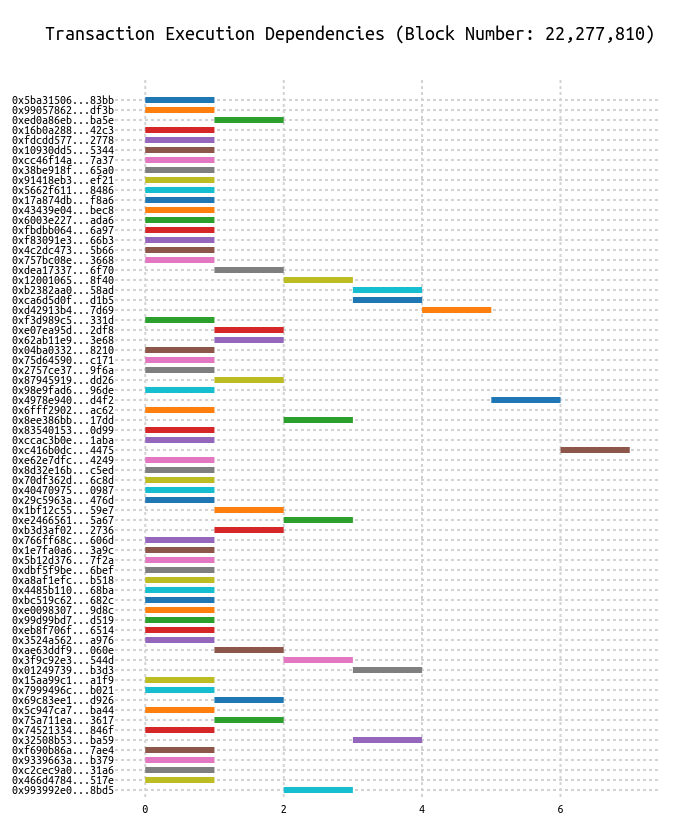 Transaction Execution Dependencies (Block Number: 22,277,810)
0x5ba31506...83bb
0x99057862...df3b
0xed0a86eb...ba5e
0x16b0a288...42c3
0xfdcdd577...2778
0x10930dd5...5344
0xcc46f14a...7a37
0x38be918f...65a0
0x91418eb3...ef21
0x5662f611...8486
0x17a874db...f8a6
0x43439e04...bec8
0x6003e227...ada6
0xfbdbb064...6a97
0xf83091e3...66b3
0x4c2dc473...5b66
0x757bc08e...3668
0xdea17337...6f70
0x12001065...8f40
0xb2382aa0...58ad
0xca6d5d0f...d1b5
0xd42913b4...7d69
0xf3d989c5...331d
0xe07ea95d...2df8
0x62ab11e9...3e68
0x04ba0332...8210
0x75d64590...c171
0x2757ce37...9f6a
0x87945919...dd26
0x98e9fad6...96de
0x4978e940...d4f2
0x6fff2902...ac62
0x8ee386bb...17dd
0x83540153...0d99
0xccac3b0e...1aba
0xc416b0dc...4475
0xe62e7dfc...4249
0x8d32e16b...c5ed
0x70df362d...6c8d
0x40470975...0987
0x29c5963a...476d
0x1bf12c55...59e7
0xe2466561...5a67
0xb3d3af02...2736
0x766ff68c...606d
0x1e7fa0a6...3a9c
0x5b12d376...7f2a
0xdbf5f9be...6bef
0xa8af1efc...b518
0x4485b110...68ba
0xbc519c62...682c
0xe0098307...9d8c
0x99d99bd7...d519
0xeb8f706f...6514
0x3524a562...a976
0xae63ddf9...060e
0x3f9c92e3...544d
0x01249739...b3d3
0x15aa99c1...a1f9
0x7999496c...b021
0x69c83ee1...d926
0x5c947ca7...ba44
0x75a711ea...3617
0x74521334...846f
0x32508b53...ba59
0xf690b86a...7ae4
0x9339663a...b379
0xc2cec9a0...31a6
0x466d4784...517e
0x993992e0...8bd5
0 2 4 6